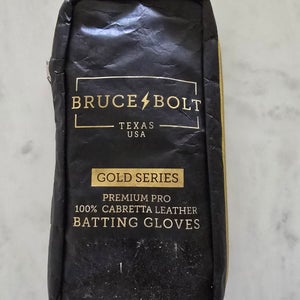 BRUCE⚡BOLT
TEXAS
USA
GOLD SERIES
PREMIUM PRO
100% CABRETTA LEATHER
BATTING GLOVES